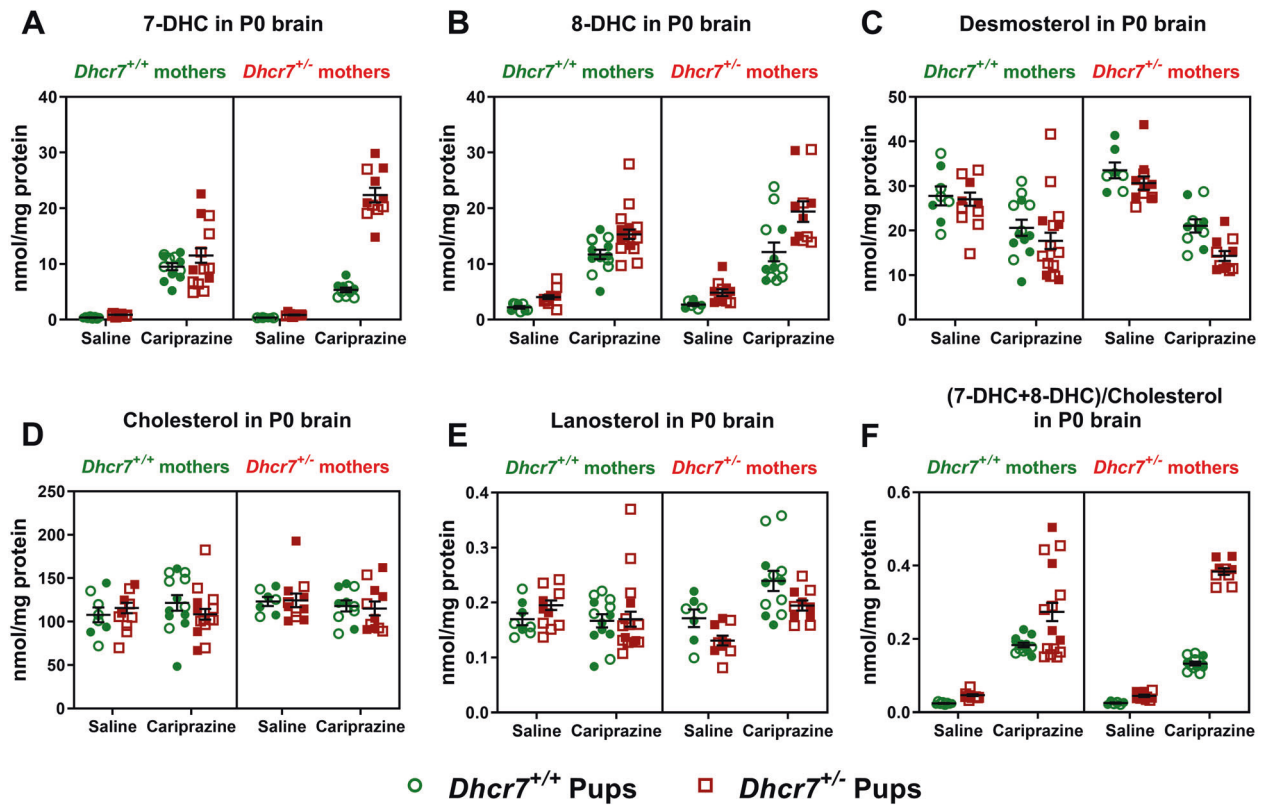 A
7-DHC in P0 brain
Dhcr7+/+ mothers
Dhcr7+/- mothers
nmol/mg protein
40
30
20
10
0
Saline
Cariprazine
Saline
Cariprazine
B
8-DHC in P0 brain
Dhcr7+/+ mothers
Dhcr7+/- mothers
nmol/mg protein
40
30
20
10
0
Saline
Cariprazine
Saline
Cariprazine
C
Desmosterol in P0 brain
Dhcr7+/+ mothers
Dhcr7+/- mothers
nmol/mg protein
50
40
30
20
10
0
Saline
Cariprazine
Saline
Cariprazine
D
Cholesterol in P0 brain
Dhcr7+/+ mothers
Dhcr7+/- mothers
nmol/mg protein
250
200
150
100
50
0
Saline
Cariprazine
Saline
Cariprazine
E
Lanosterol in P0 brain
Dhcr7+/+ mothers
Dhcr7+/- mothers
nmol/mg protein
0.4
0.3
0.2
0.1
0.0
Saline
Cariprazine
Saline
Cariprazine
F
(7-DHC+8-DHC)/Cholesterol
in P0 brain
Dhcr7+/+ mothers
Dhcr7+/- mothers
nmol/mg protein
0.6
0.4
0.2
0.0
Saline
Cariprazine
Saline
Cariprazine
Dhcr7+/+ Pups
Dhcr7+/- Pups